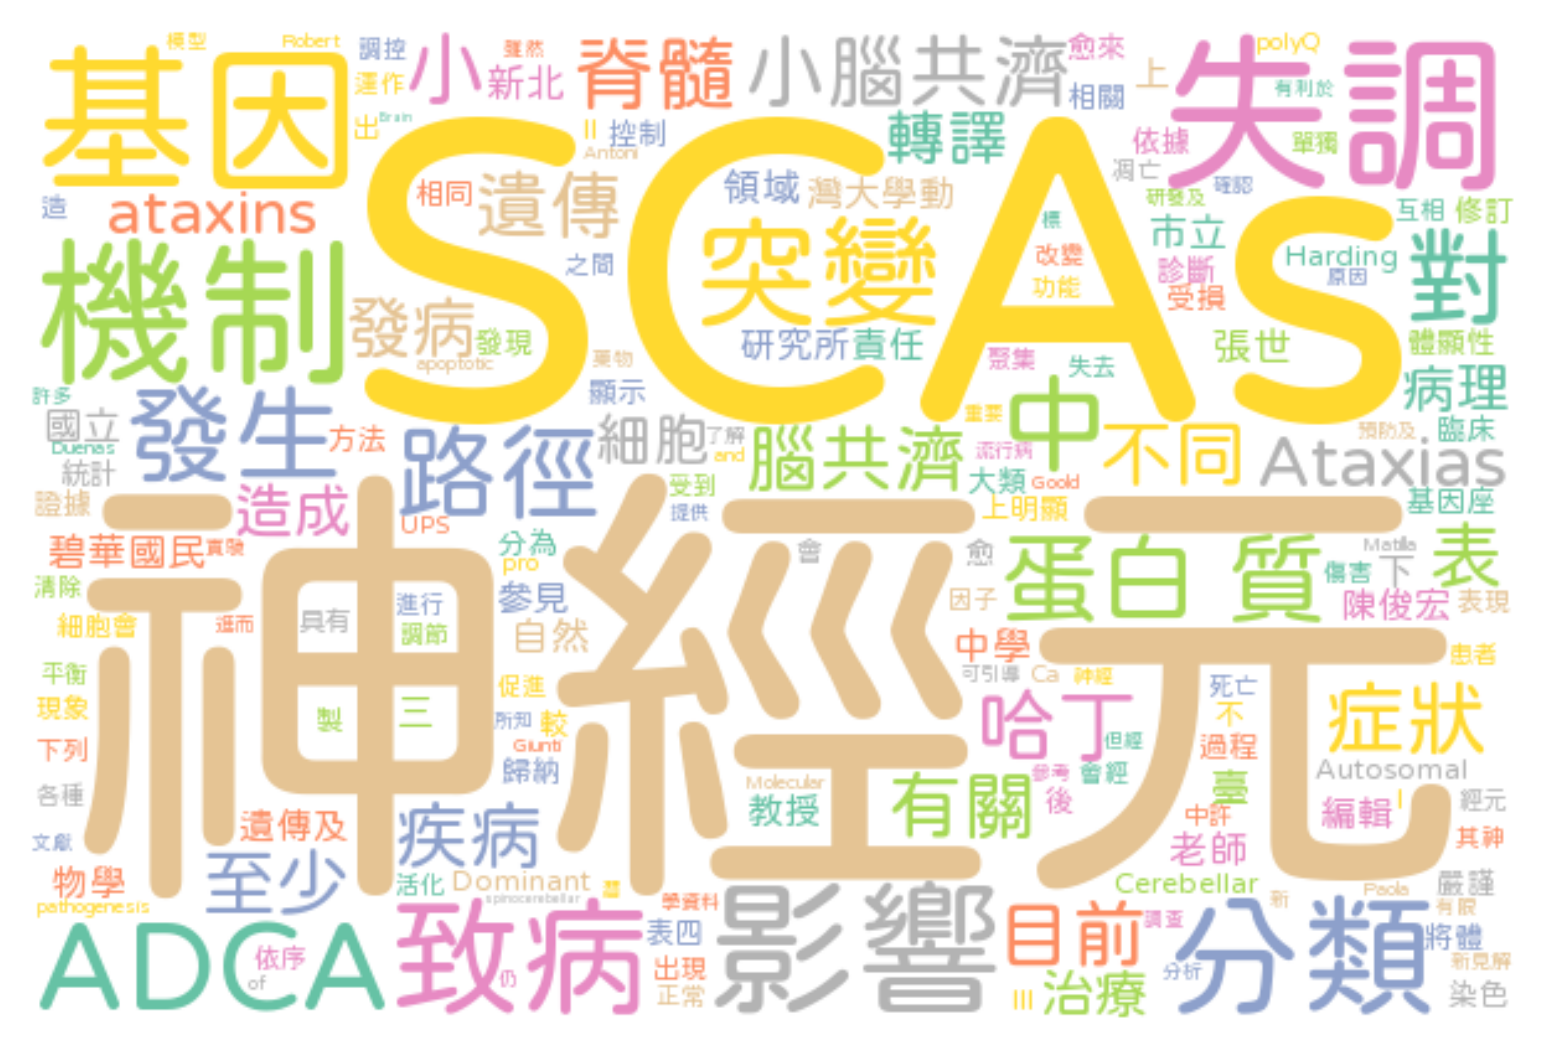 模型
Robert
調控
小
雖然
脊髓
小腦共濟
愈來
polyQ
失調
基因
運作
新北
相關
上
有利於
出
Brain
II
控制
Antoni
轉譯
依據
單獨
SCAs
凋亡
造
ataxins
相同
遺傳
領域
灣大學動
研發及
確認
互相
修訂
標
市立
機制
之間
突變
改變
診斷
Harding
原因
對
功能
受損
發病
發現
apoptotic
研究所
責任
張世
體顯性
藥物
聚集
失去
許多
發生
顯示
中
病理
國立
Duenas
方法
路徑
細胞
了解
and
腦共濟
重要
流行病
不同
預防及
臨床
統計
Ataxias
大類
Goold
受到
證據
造成
UPS
提供
上明顯
基因座
神經元
碧華國民
分為
pro
會
愈
蛋白質
Matilla
下
表
傷害
清除
參見
因子
陳俊宏
表現
細胞會
進而
具有
進行
調節
自然
中學
患者
平衡
可引導
Ca
神經
現象
製
三
促進
所知
較
哈丁
死亡
不
症狀
下列
Giunti
歸納
但經
過程
各種
Molecular
教授
有關
參考
後
曾經
臺
Autosomal
編輯
I
經元
文獻
遺傳及
疾病
中許
老師
其神
物學
至少
活化
Dominant
spinocerebellar
Cerebellar
新
Paola
嚴謹
pathogenesis
影響
學資料
有限
ADCA
依序
of
致病
仍
表四
目前
調查
分類
將體
出現
正常
III
治療
分析
新見解
染色